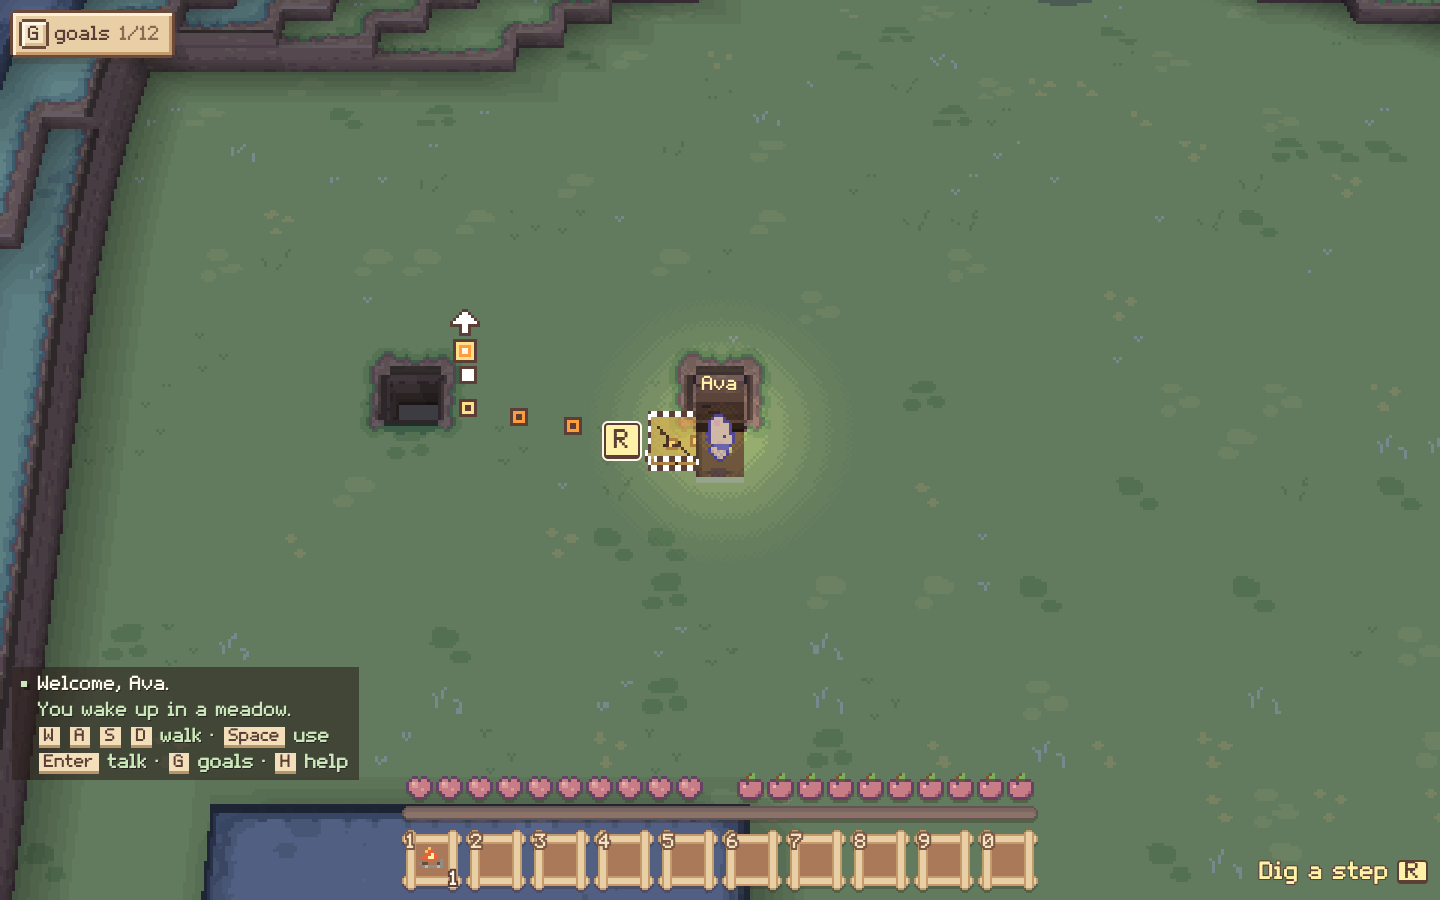 G goals 1/12
Ava
R
Welcome, Ava.
You wake up in a meadow.
W A S D walk · Space use
Enter talk · G goals · H help
1 2 3 4 5 6 7 8 9 0
1
Dig a step R